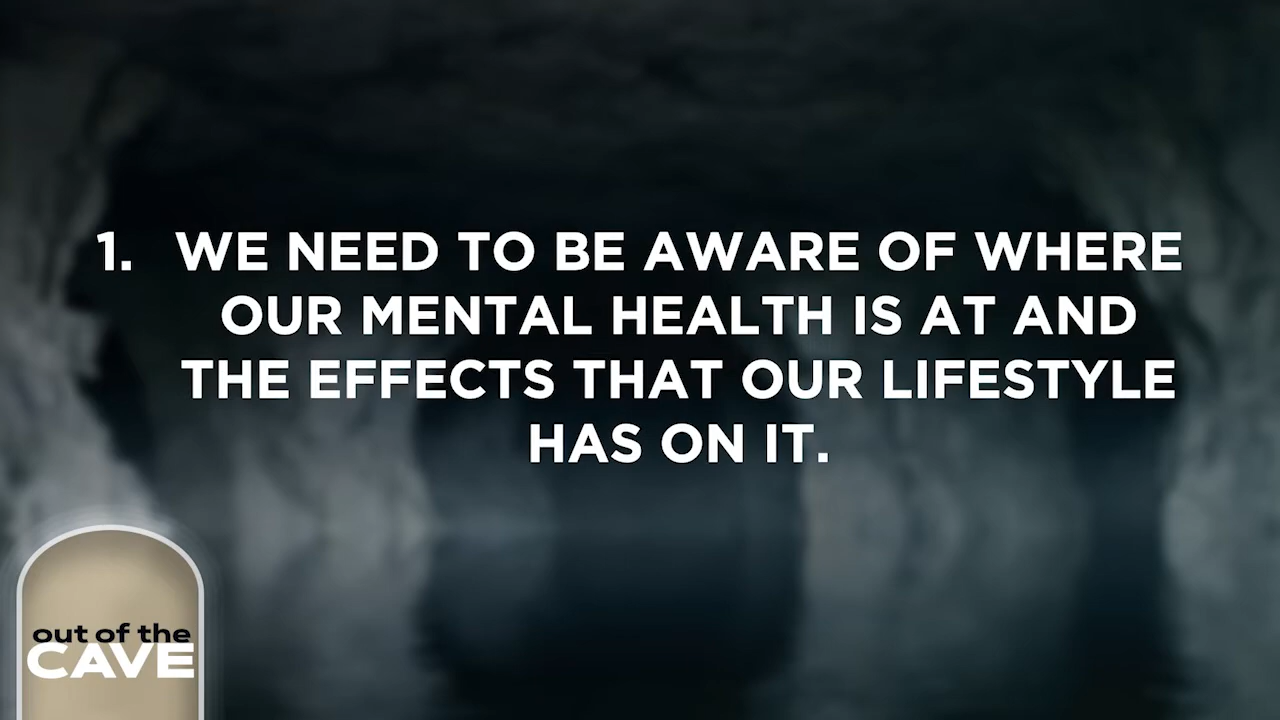 1. WE NEED TO BE AWARE OF WHERE
OUR MENTAL HEALTH IS AT AND
THE EFFECTS THAT OUR LIFESTYLE
HAS ON IT.
out of the
CAVE